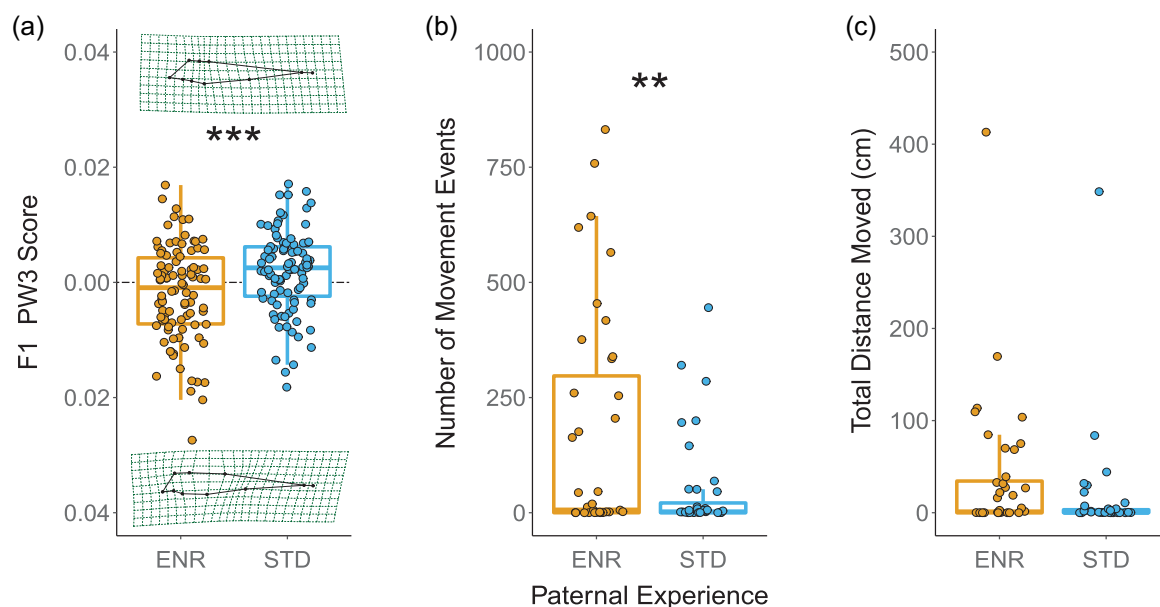 (a)
F1 PW3 Score
0.04
0.02
0.00
0.02
0.04
***
ENR STD
(b)
Number of Movement Events
1000
750
500
250
0
**
ENR STD
Paternal Experience
(c)
Total Distance Moved (cm)
500
400
300
200
100
0
ENR STD